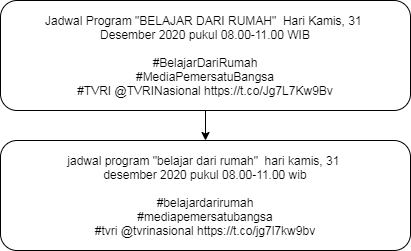 Jadwal Program "BELAJAR DARI RUMAH"  Hari Kamis, 31
Desember 2020 pukul 08.00-11.00 WIB
#BelajarDariRumah
#MediaPemersatuBangsa
#TVRI @TVRINasional https://t.co/Jg7L7Kw9Bv
jadwal program "belajar dari rumah"  hari kamis, 31
desember 2020 pukul 08.00-11.00 wib
#belajardarirumah
#mediapemersatubangsa
#tvri @tvrinasional https://t.co/jg7l7kw9bv